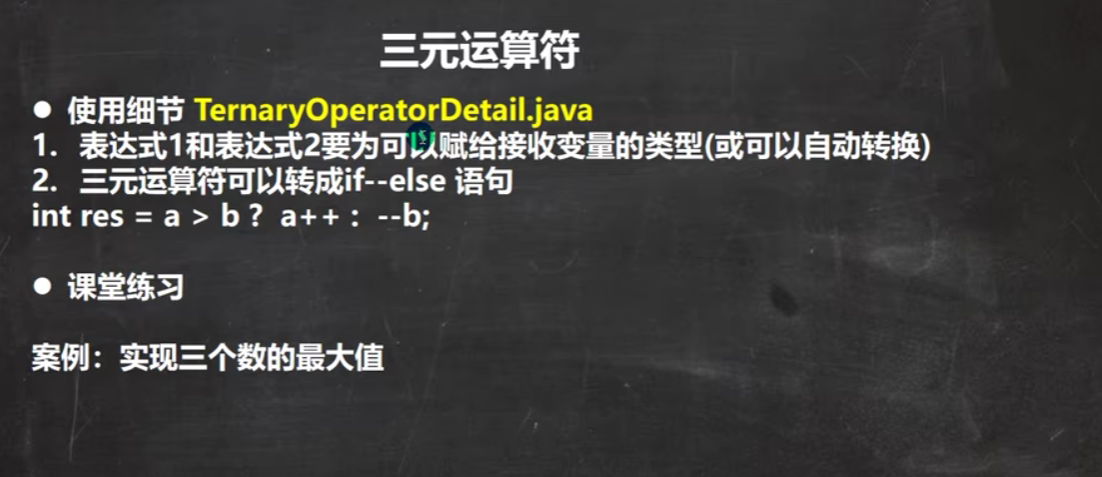 三元运算符
● 使用细节 TernaryOperatorDetail.java
1. 表达式1和表达式2要为可以赋给接收变量的类型(或可以自动转换)
2. 三元运算符可以转成if--else 语句
int res = a > b ? a++ : --b;
● 课堂练习
案例：实现三个数的最大值